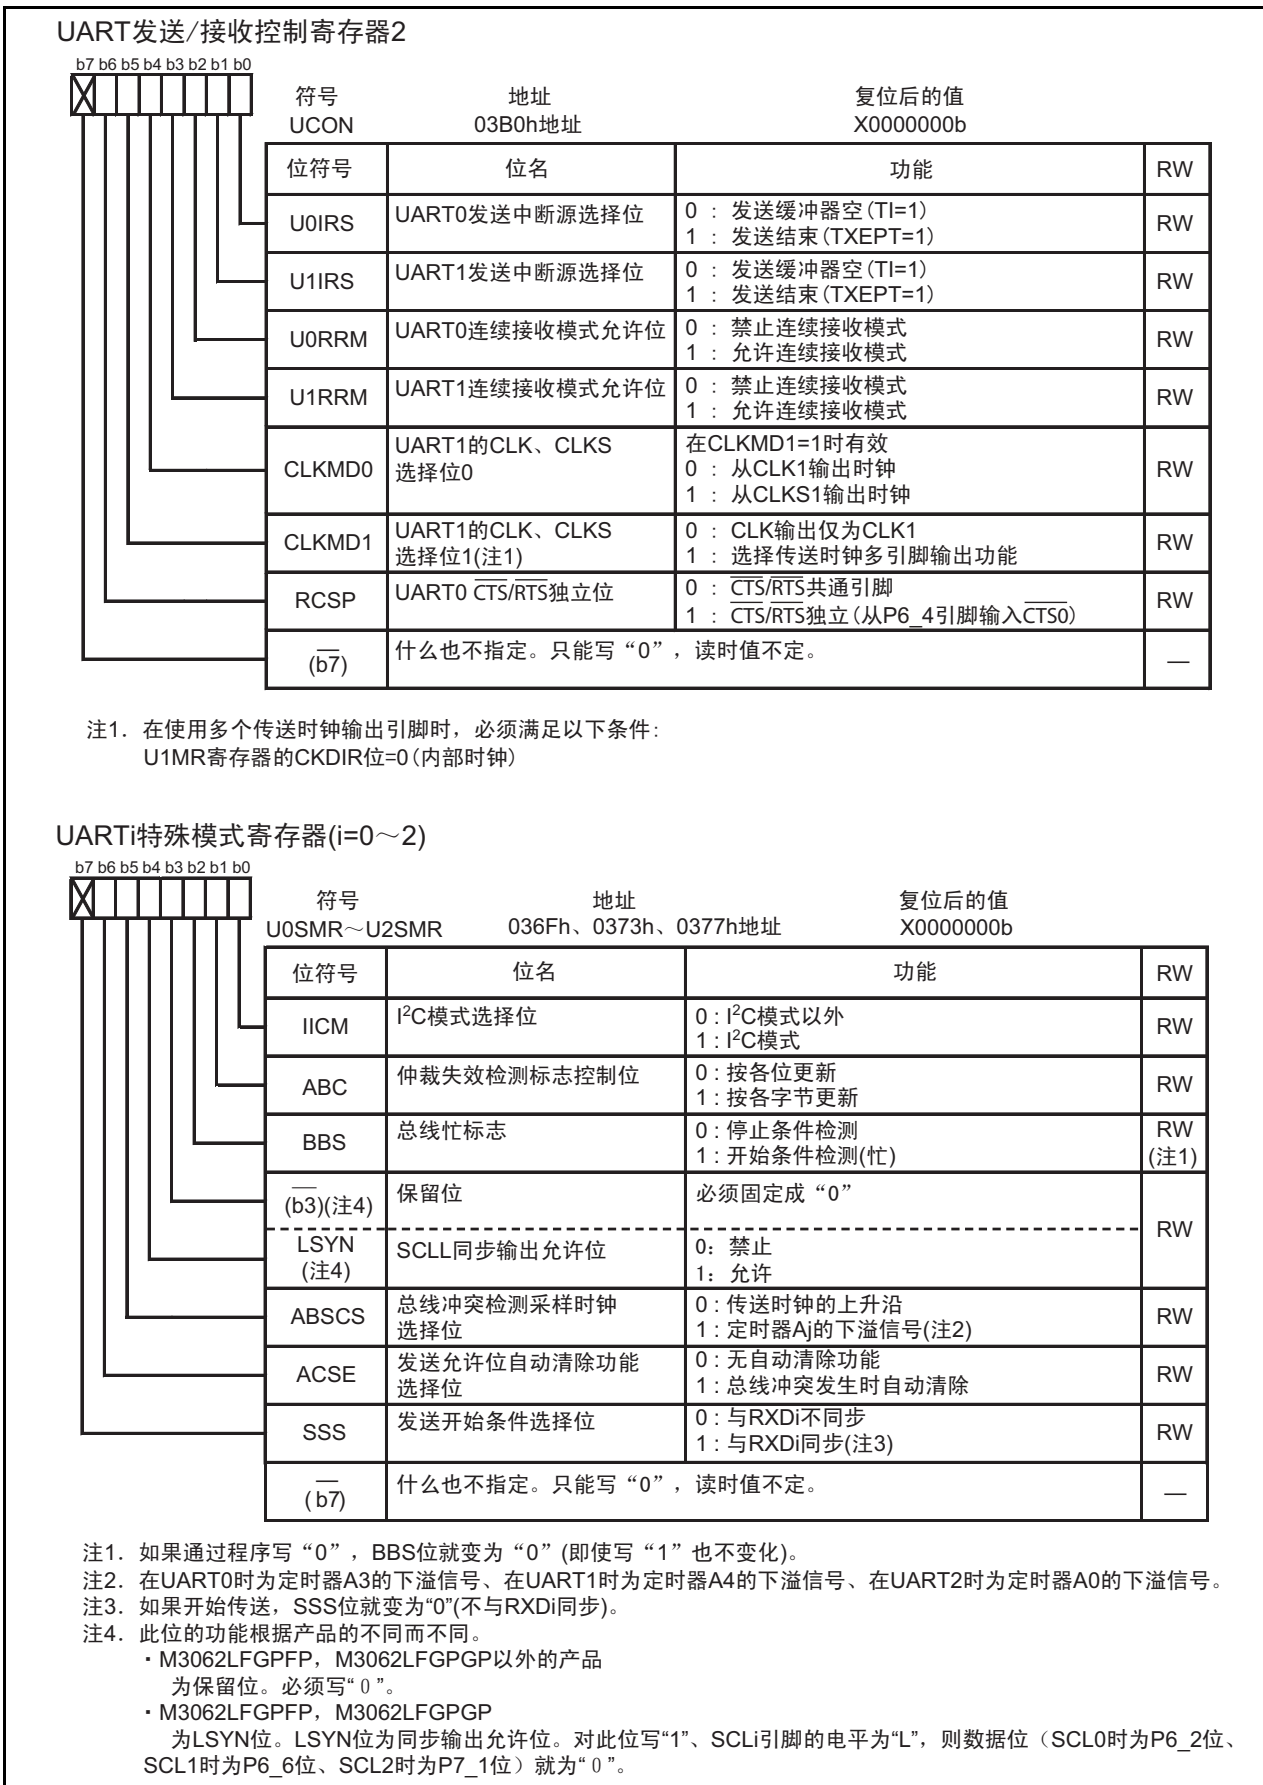 UART发送/接收控制寄存器2
b7 b6 b5 b4 b3 b2 b1 b0
符号 地址 复位后的值
UCON 03B0h地址 X0000000b
位符号 位名 功能 RW
U0IRS UART0发送中断源选择位 0 : 发送缓冲器空(TI=1) RW
1 : 发送结束(TXEPT=1)
U1IRS UART1发送中断源选择位 0 : 发送缓冲器空(TI=1) RW
1 : 发送结束(TXEPT=1)
U0RRM UART0连续接收模式允许位 0 : 禁止连续接收模式 RW
1 : 允许连续接收模式
U1RRM UART1连续接收模式允许位 0 : 禁止连续接收模式 RW
1 : 允许连续接收模式
CLKMD0 UART1的CLK、CLKS 在CLKMD1=1时有效 RW
选择位0 0 : 从CLK1输出时钟
1 : 从CLKS1输出时钟
CLKMD1 UART1的CLK、CLKS 0 : CLK输出仅为CLK1 RW
选择位1(注1) 1 : 选择传送时钟多引脚输出功能
RCSP UART0 CTS/RTS独立位 0 : CTS/RTS共通引脚 RW
1 : CTS/RTS独立(从P6_4引脚输入CTS0)
— (b7) 什么也不指定。只能写“0”，读时值不定。 —
注1. 在使用多个传送时钟输出引脚时，必须满足以下条件:
U1MR寄存器的CKDIR位=0(内部时钟)
UARTi特殊模式寄存器(i=0～2)
b7 b6 b5 b4 b3 b2 b1 b0
符号 地址 复位后的值
U0SMR～U2SMR 036Fh、0373h、0377h地址 X0000000b
位符号 位名 功能 RW
IICM I²C模式选择位 0 : I²C模式以外 RW
1 : I²C模式
ABC 仲裁失效检测标志控制位 0 : 按各位更新 RW
1 : 按各字节更新
BBS 总线忙标志 0 : 停止条件检测 RW
1 : 开始条件检测(忙) (注1)
— (b3)(注4) 保留位 必须固定成“0” RW
LSYN SCLL同步输出允许位 0: 禁止
(注4) 1: 允许
ABSCS 总线冲突检测采样时钟 0 : 传送时钟的上升沿 RW
选择位 1 : 定时器Aj的下溢信号(注2)
ACSE 发送允许位自动清除功能 0 : 无自动清除功能 RW
选择位 1 : 总线冲突发生时自动清除
SSS 发送开始条件选择位 0 : 与RXDi不同步 RW
1 : 与RXDi同步(注3)
— ( b7) 什么也不指定。只能写“0”，读时值不定。 —
注1. 如果通过程序写“0”，BBS位就变为“0”(即使写“1”也不变化)。
注2. 在UART0时为定时器A3的下溢信号、在UART1时为定时器A4的下溢信号、在UART2时为定时器A0的下溢信号。
注3. 如果开始传送，SSS位就变为“0”(不与RXDi同步)。
注4. 此位的功能根据产品的不同而不同。
・M3062LFGPFP，M3062LFGPGP以外的产品
为保留位。必须写“0”。
・M3062LFGPFP，M3062LFGPGP
为LSYN位。LSYN位为同步输出允许位。对此位写“1”、SCLi引脚的电平为“L”，则数据位（SCL0时为P6_2位、
SCL1时为P6_6位、SCL2时为P7_1位）就为“0”。